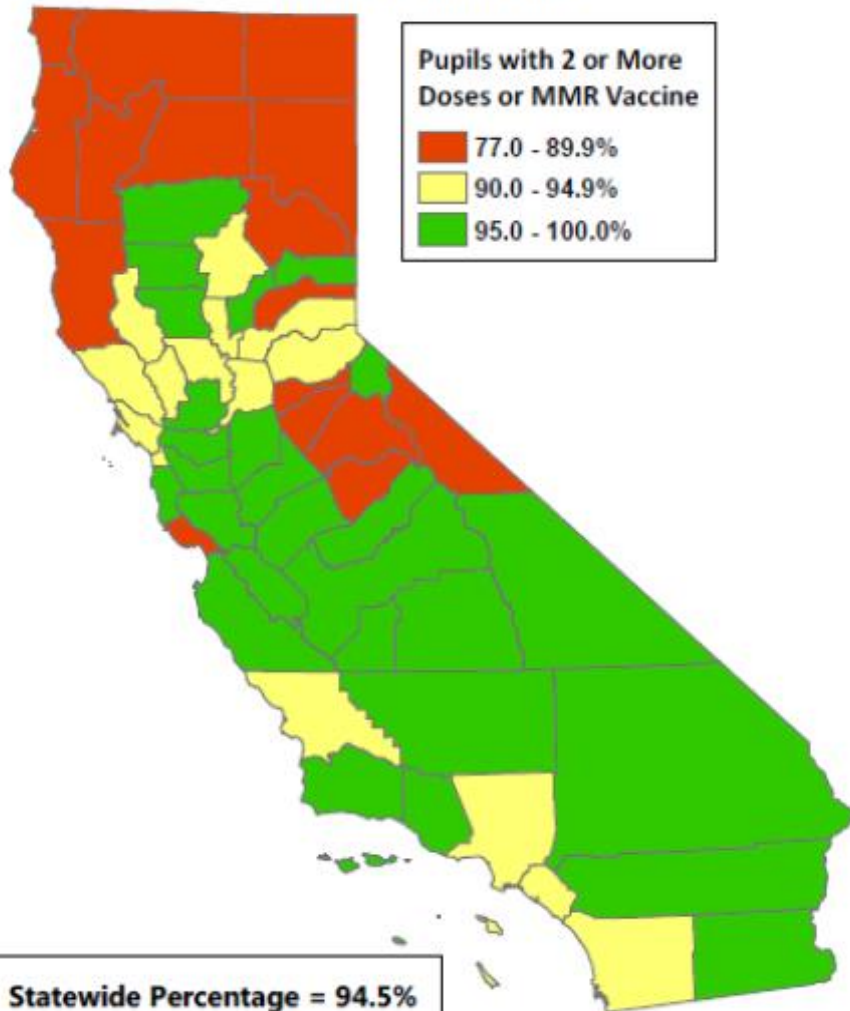 Pupils with 2 or More
Doses or MMR Vaccine
77.0 - 89.9%
90.0 - 94.9%
95.0 - 100.0%
Statewide Percentage = 94.5%